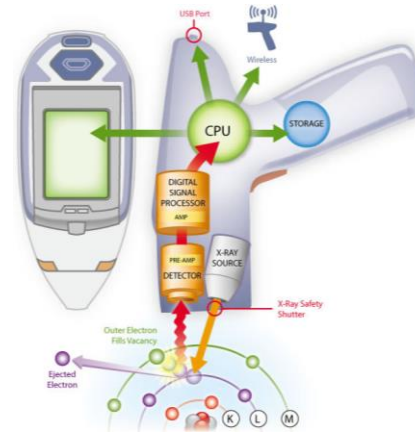 USB Port
Wireless
CPU
STORAGE
DIGITAL
SIGNAL
PROCESSOR
AMP
PRE-AMP
DETECTOR
X-RAY
SOURCE
X-Ray Safety
Shutter
Outer Electron
Fills Vacancy
Ejected
Electron
K
L
M